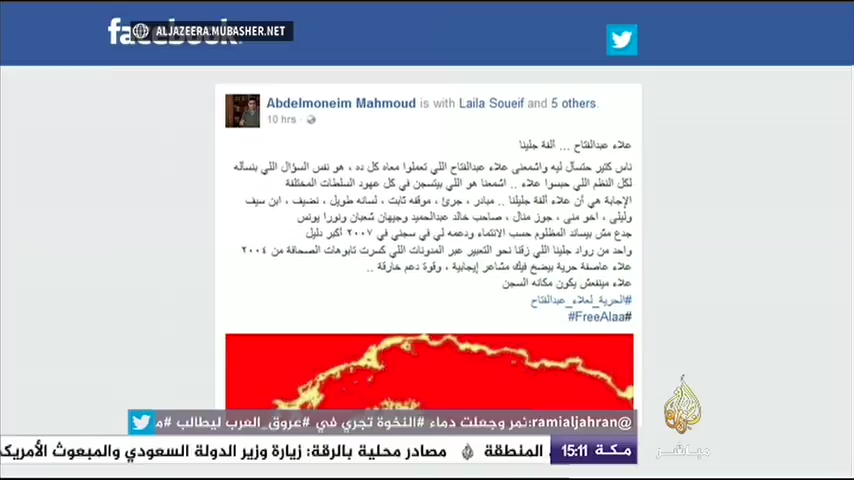 facebook.
ALJAZEERA.MUBASHER.NET
Abdelmoneim Mahmoud is with Laila Soueif and 5 others.
10 hrs
علاء عبدالفتاح ... ألفة جلينا
ناس كتير حتسأل ليه واشمعنى علاء عبدالفتاح اللي تعملوا معاه كل ده ، هو نفس السؤال اللي بنسأله
لكل النظم اللي حبسوا علاء .. اشمعنا هو اللي بيتسجن في كل عهود السلطات المختلفة
الإجابة هي أن علاء ألفة جليلنا .. مبادر ، جرئ ، موقفه ثابت ، لسانه طويل ، نضيف ، ابن سيف
وليلى ، اخو منى ، جوز منال ، صاحب خالد عبدالحميد وجيهان شعبان ونورا يونس
جدع مش بيساند المظلوم حسب الانتماء ودعمه لي في سجني في ٢٠٠٧ أكبر دليل
واحد من رواد جلينا اللي زقنا نحو التعبير عبر المدونات اللي كسرت تابوهات الصحافة من ٢٠٠٤
علاء عاصفة حرية بيضخ فيك مشاعر إيجابية ، وقوة دعم خارقة ..
علاء مينفعش يكون مكانه السجن
#الحرية_لعلاء_عبدالفتاح
#FreeAlaa
@ramialjahran: نمر وجعلت دماء #النخوة تجري في #عروق_العرب ليطالب #م
مكة 15:11
المنطقة مصادر محلية بالرقة: زيارة وزير الدولة السعودي والمبعوث الأمريك
مباشر